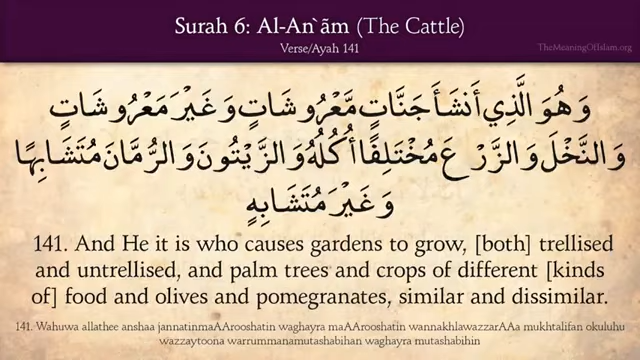 Surah 6: Al-An`ãm (The Cattle)
Verse/Ayah 141
TheMeaningOfIslam.org
وَهُوَ الَّذِي أَنشَأَ جَنَّاتٍ مَّعْرُوشَاتٍ وَغَيْرَ مَعْرُوشَاتٍ
وَالنَّخْلَ وَالزَّرْعَ مُخْتَلِفًا أُكُلُهُ وَالزَّيْتُونَ وَالرُّمَّانَ مُتَشَابِهًا
وَغَيْرَ مُتَشَابِهٍ
141. And He it is who causes gardens to grow, [both] trellised
and untrellised, and palm trees and crops of different [kinds
of] food and olives and pomegranates, similar and dissimilar.
141. Wahuwa allathee anshaa jannatinmaAArooshatin waghayra maAArooshatin wannakhlawazzarAAa mukhtalifan okuluhu
wazzaytoona warrummanamutashabihan waghayra mutashabihin